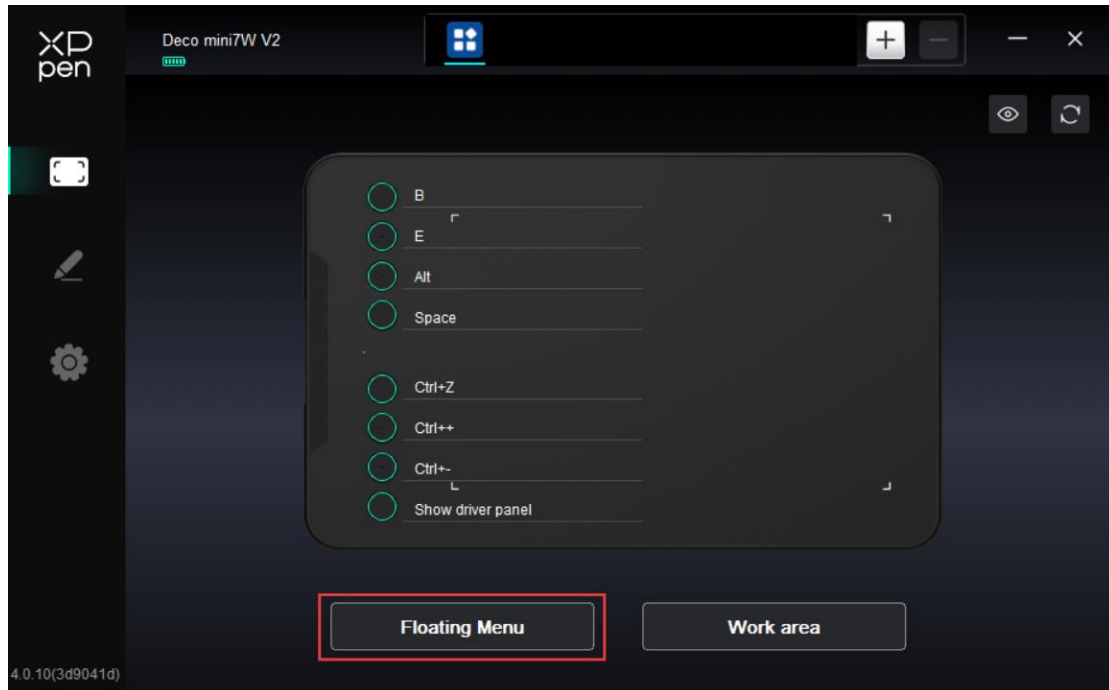 XP
pen
Deco mini7W V2
B
E
Alt
Space
Ctrl+Z
Ctrl++
Ctrl+-
Show driver panel
Floating Menu
Work area
4.0.10(3d9041d)